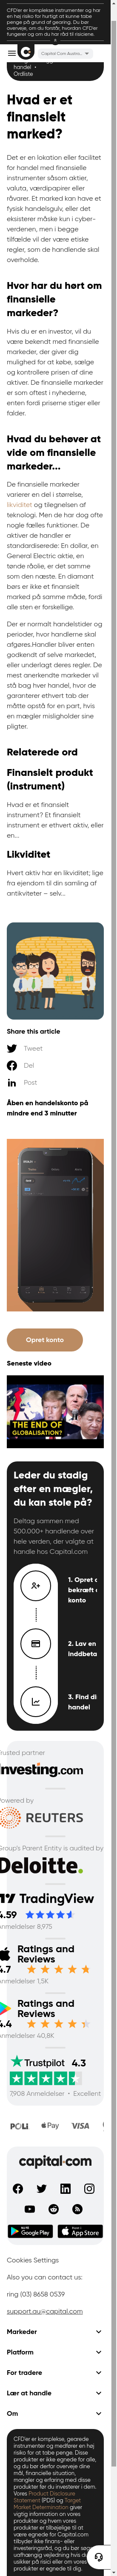 CFD'er er komplekse instrumenter og har
en høj risiko for hurtigt at kunne tabe
penge på grund af gearing. Du bør
overveje, om du forstår, hvordan CFD'er
fungerer og om du har råd til risiciene.
Capital Com Austra...
handel •
Ordliste
Hvad er et
finansielt
marked?
Det er en lokation eller facilitet
for handel med aktiver såsom
aktier, obligationer, kontanter,
valuta, værdipapirer eller
råvarer. Et marked kan have et
fysisk handelsgulv, eller det
eksisterer måske kun i cyber-
verdenen. I mere brede
tilfælde vil der være etiske
regler, som de handlende skal
overholde.
Hvor har du hørt om
finansielle
markeder?
Hvis du er en investor, vil du
være bekendt med finansielle
markeder, der giver dig
mulighed for at købe, sælge
og kontrollere prisen af dine
aktiver. De finansielle markeder
er som oftest i nyhederne,
enten fordi priserne stiger eller
falder.
Hvad du behøver at
vide om finansielle
markeder...
De finansielle markeder
varierer en del i størrelse,
likviditet og tilegnelsen af
teknologi. Men de har dog alle
nogle fælles funktioner. De
aktiver der handler er
standardiserede: En dollar, en
General Electric aktie, en
tønde råolie, er det samme
som den næste. En diamant
er er ikke et finansielt
marked på samme måde, fordi
de sten er forskellige.
Der er normalt handelstider og
perioder, hvor parterne skal
afgøres.Handler bliver enten
godkendt af selve markedet,
eller underlagt deres regler. De
mest anerkendte markeder vil
stå bag hver handel, hvor de
garanterer ethvert tab der
måtte opstå for en part, hvis
den mægler misligholder sine
pligter.
Relaterede ord
Finansielt produkt
(instrument)
Hvad er et finansielt
instrument? Et finansielt
instrument er ethvert aktiv, eller
en...
Likviditet
Hvert aktiv har en likviditet; lige
fra ejendom til din samling af
antikviteter – selv...
Share this article
Tweet
Del
Post
Åben en handelskonto på
mindre end 3 minutter
Opret konto
Seneste video
THE END OF
GLOBALISATION?
Leder du stadig
efter en mægler,
du kan stole på?
Deltag sammen med
500.000+ handlende over
hele verden, der valgte at
handle hos Capital.com
1. Opret o
bekræft d
konto
2. Lav en
indbeta
3. Find di
handel
Trusted partner
Investing.com
Powered by
REUTERS
Group's Parent Entity is audited by
Deloitte.
TradingView
4.59
Anmeldelser 8,975
Ratings and
Reviews
4.7
Anmeldelser 1,5K
Ratings and
Reviews
4.4
Anmeldelser 40,8K
Trustpilot 4.3
7,908 Anmeldelser • Excellent
POLi Pay VISA
capital.com
GET IT ON Google Play
App Store
Cookies Settings
Also you can contact us:
ring (03) 8658 0539
support.au@capital.com
Markeder
Platform
For tradere
Lær at handle
Om
CFD'er er komplekse, gearede
instrumenter og medfører en høj
risiko for at tabe penge. Disse
produkter er ikke egnede for alle,
og du bør derfor overveje dine
mål, finansielle situation,
mangler og erfaring med disse
produkter før du investerer i dem.
Vores Product Disclosure
Statement (PDS) og Target
Market Determination giver
vigtig information on vores
produkter og hvem vores
produkter er tilpejelige til at
være egnede for. Capital.com
tilbyder ikke finans- eller
investeringsråd, og du bør søge
uafhængig vejledning for at
udlede om vores finansielle
produkter er egnede til dig.